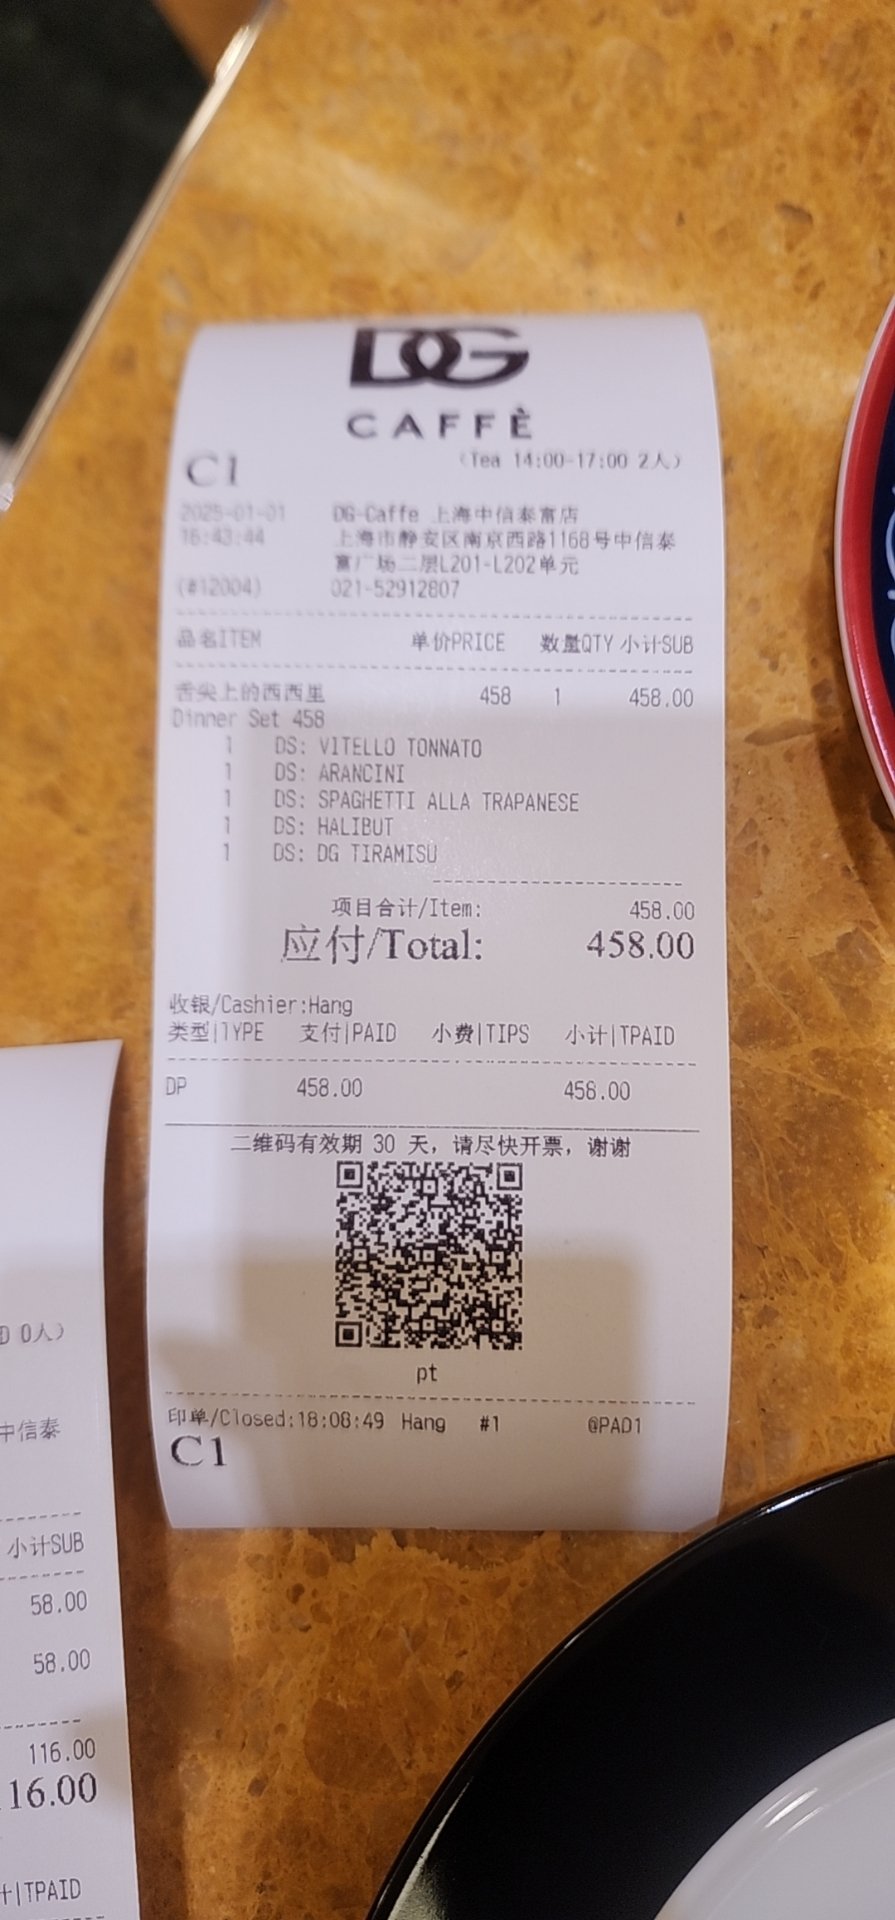 DG
CAFFÈ
C1 (Tea 14:00-17:00 2人)
2025-01-01 DG-Caffe 上海中信泰富店
16:43:44 上海市静安区南京西路1168号中信泰
富广场二层L201-L202单元
(#12004) 021-52912807
品名ITEM 单价PRICE 数量QTY 小计SUB
舌尖上的西西里 458 1 458.00
Dinner Set 458
1 DS: VITELLO TONNATO
1 DS: ARANCINI
1 DS: SPAGHETTI ALLA TRAPANESE
1 DS: HALIBUT
1 DS: DG TIRAMISU
项目合计/Item: 458.00
应付/Total: 458.00
收银/Cashier:Hang
类型|TYPE 支付|PAID 小费|TIPS 小计|TPAID
DP 458.00 458.00
二维码有效期 30 天，请尽快开票，谢谢
pt
印单/Closed:18:08:49 Hang #1 @PAD1
C1
0人)
中信泰
小计SUB
58.00
58.00
116.00
16.00
|TPAID